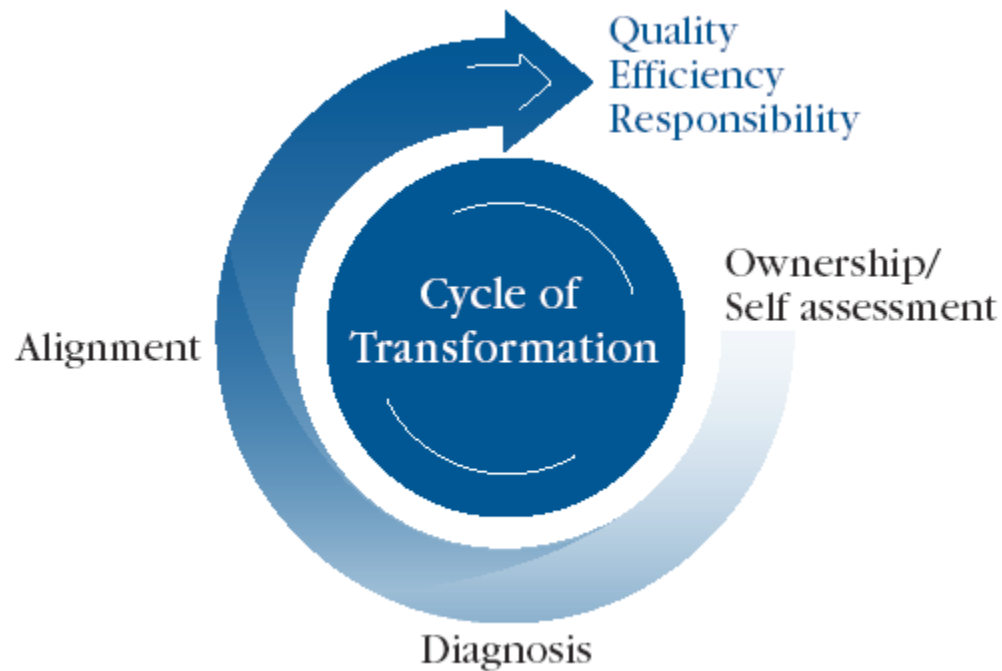 Quality
Efficiency
Responsibility
Ownership/
Self assessment
Cycle of
Transformation
Alignment
Diagnosis